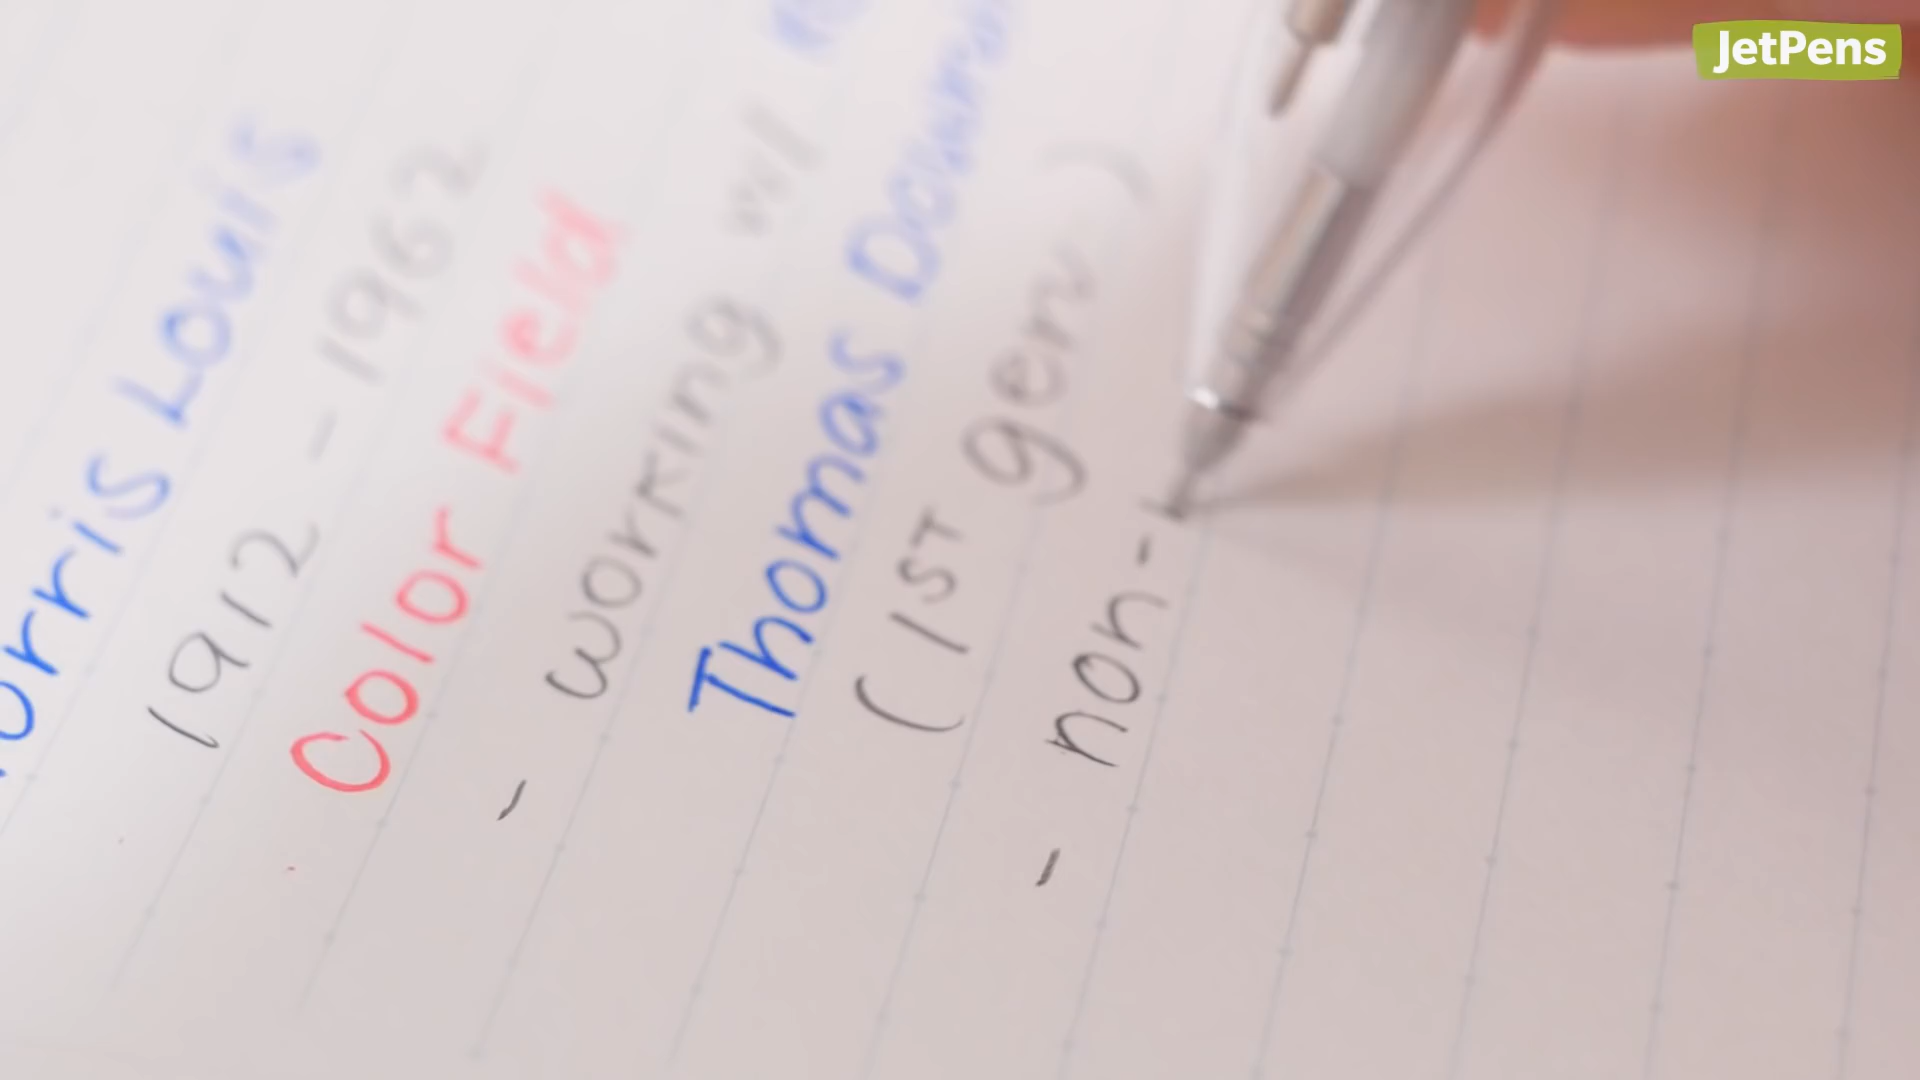 JetPens
orris Louis
1912 - 1962
Color Field
- working w/
Thomas
(1st gen)
- non-